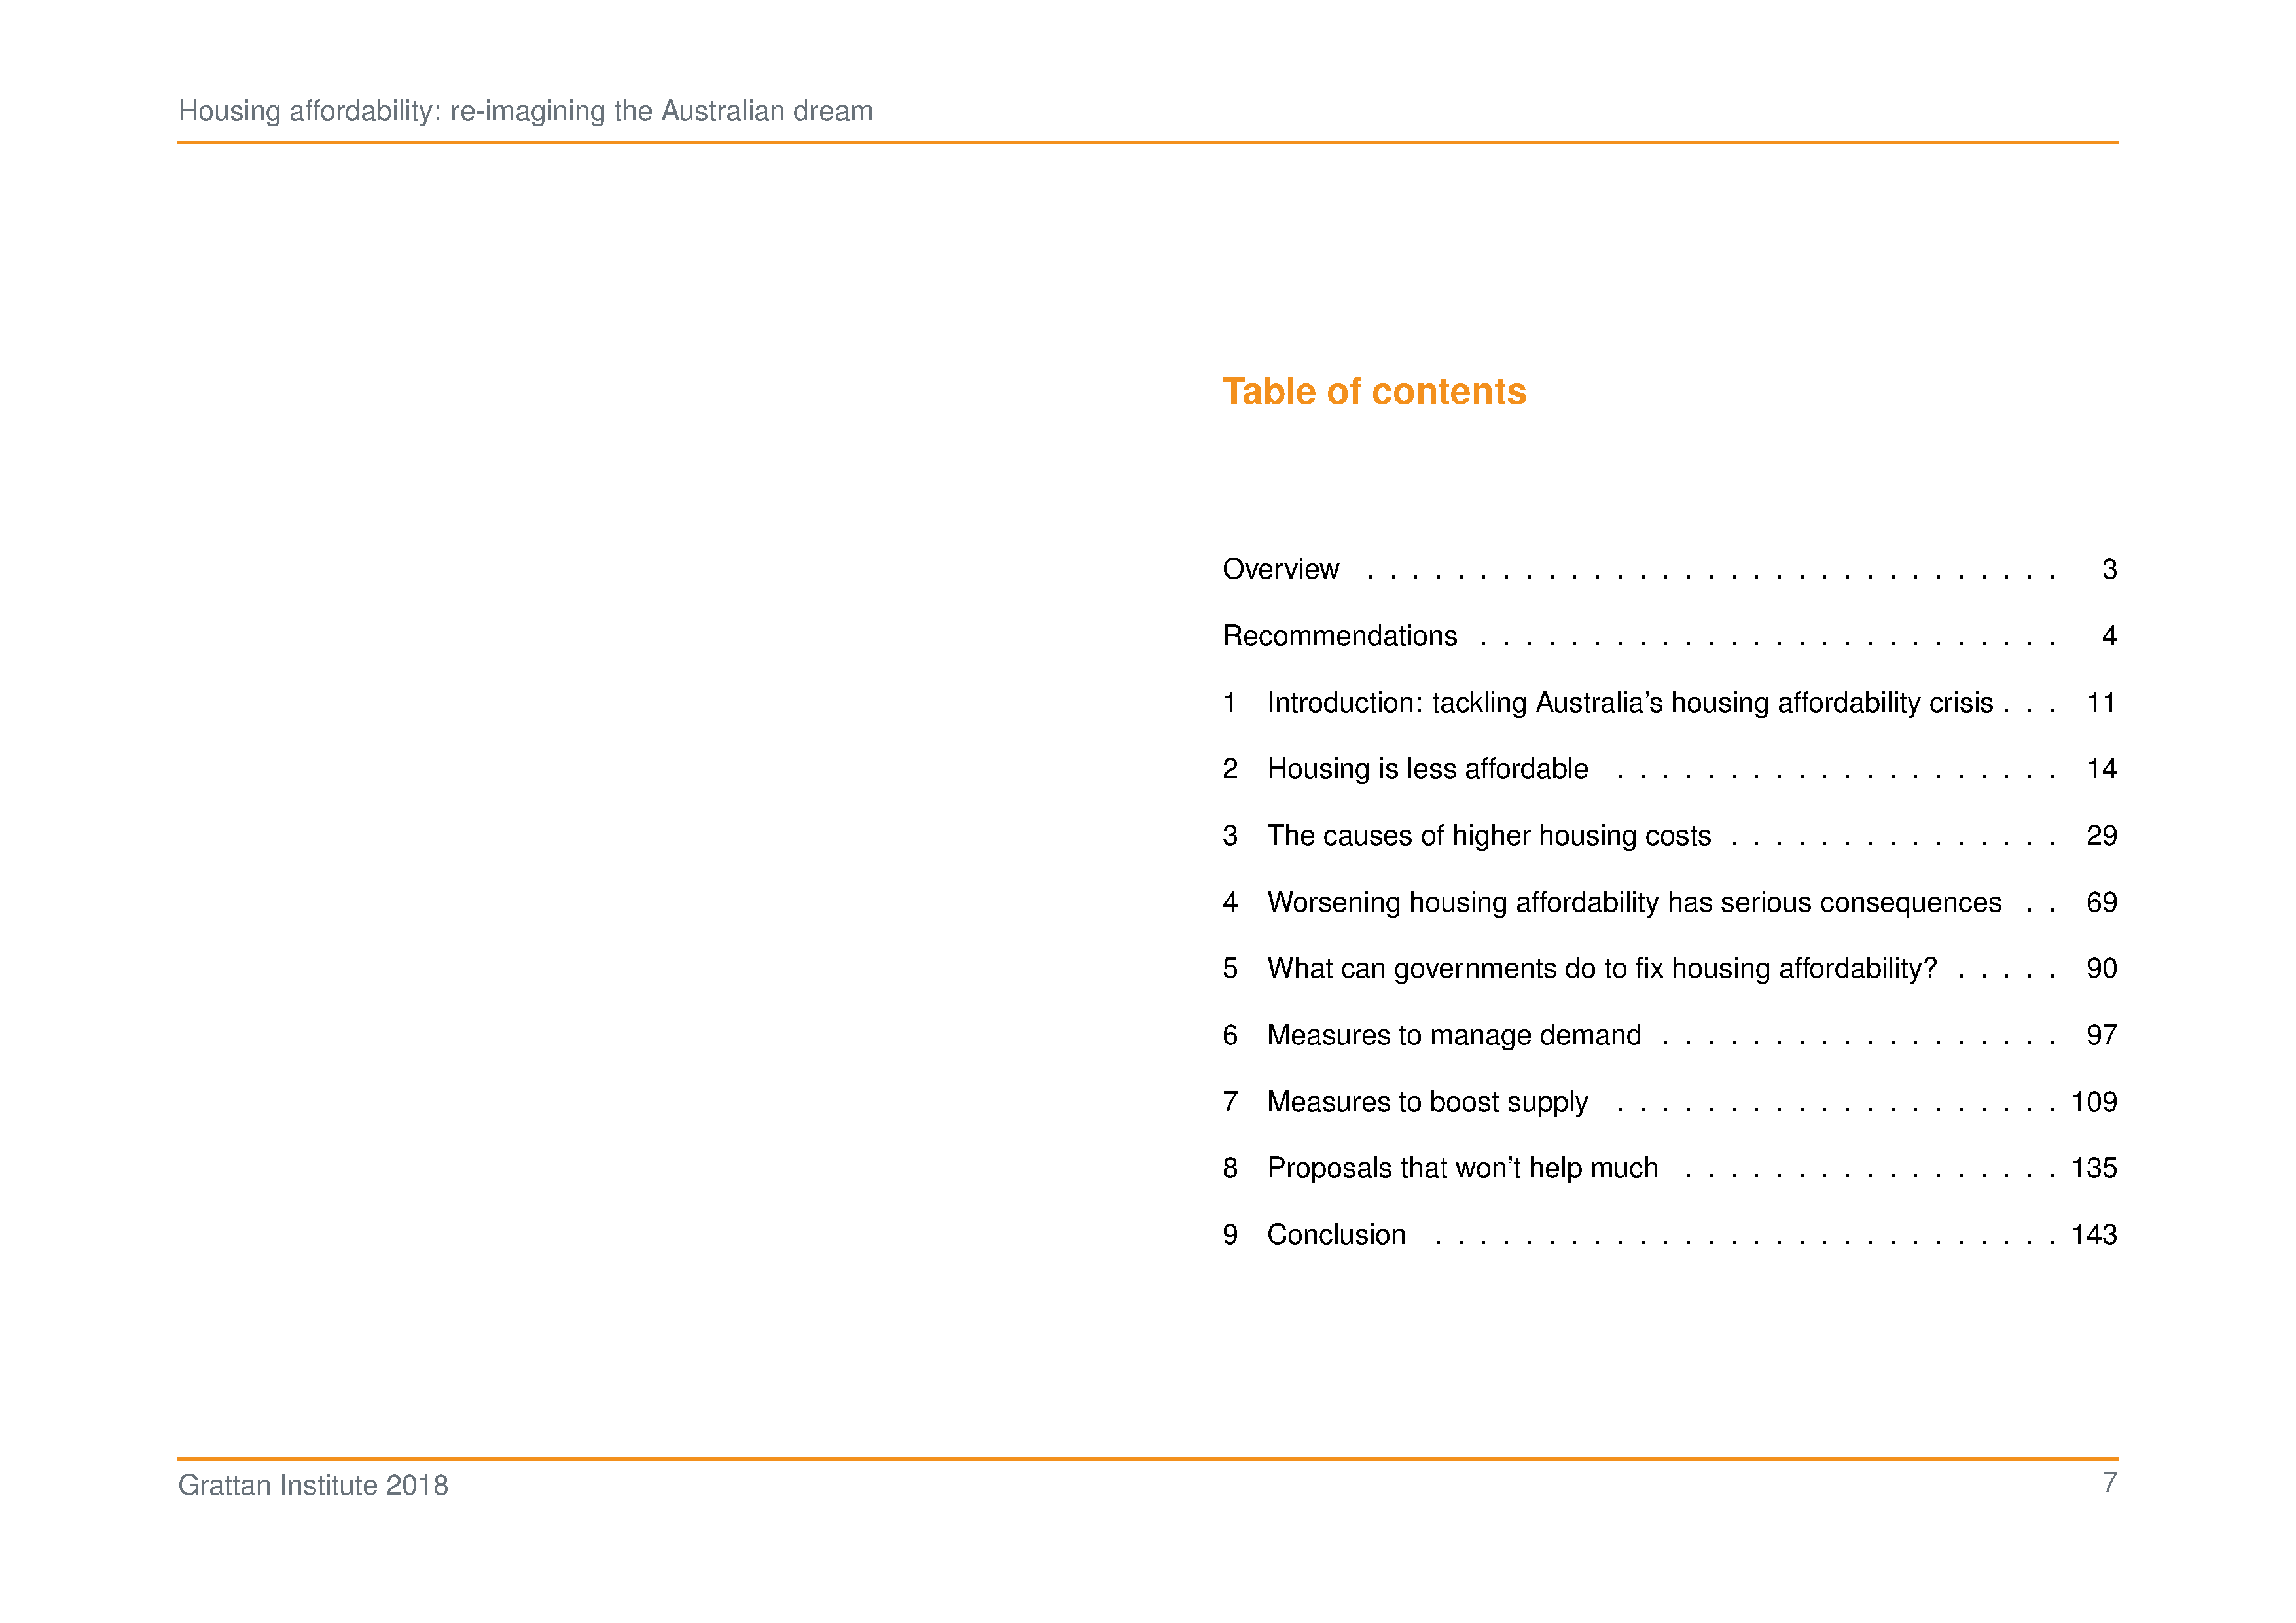 Housing affordability: re-imagining the Australian dream
Table of contents
Overview . . . . . . . . . . . . . . . . . . . . . . . . . . . . . . . 3
Recommendations . . . . . . . . . . . . . . . . . . . . . . . . . . 4
1 Introduction: tackling Australia’s housing affordability crisis . . . 11
2 Housing is less affordable . . . . . . . . . . . . . . . . . . . . 14
3 The causes of higher housing costs . . . . . . . . . . . . . . . 29
4 Worsening housing affordability has serious consequences . . 69
5 What can governments do to fix housing affordability? . . . . . 90
6 Measures to manage demand . . . . . . . . . . . . . . . . . . 97
7 Measures to boost supply . . . . . . . . . . . . . . . . . . . . 109
8 Proposals that won’t help much . . . . . . . . . . . . . . . . . 135
9 Conclusion . . . . . . . . . . . . . . . . . . . . . . . . . . . . 143
Grattan Institute 2018 7